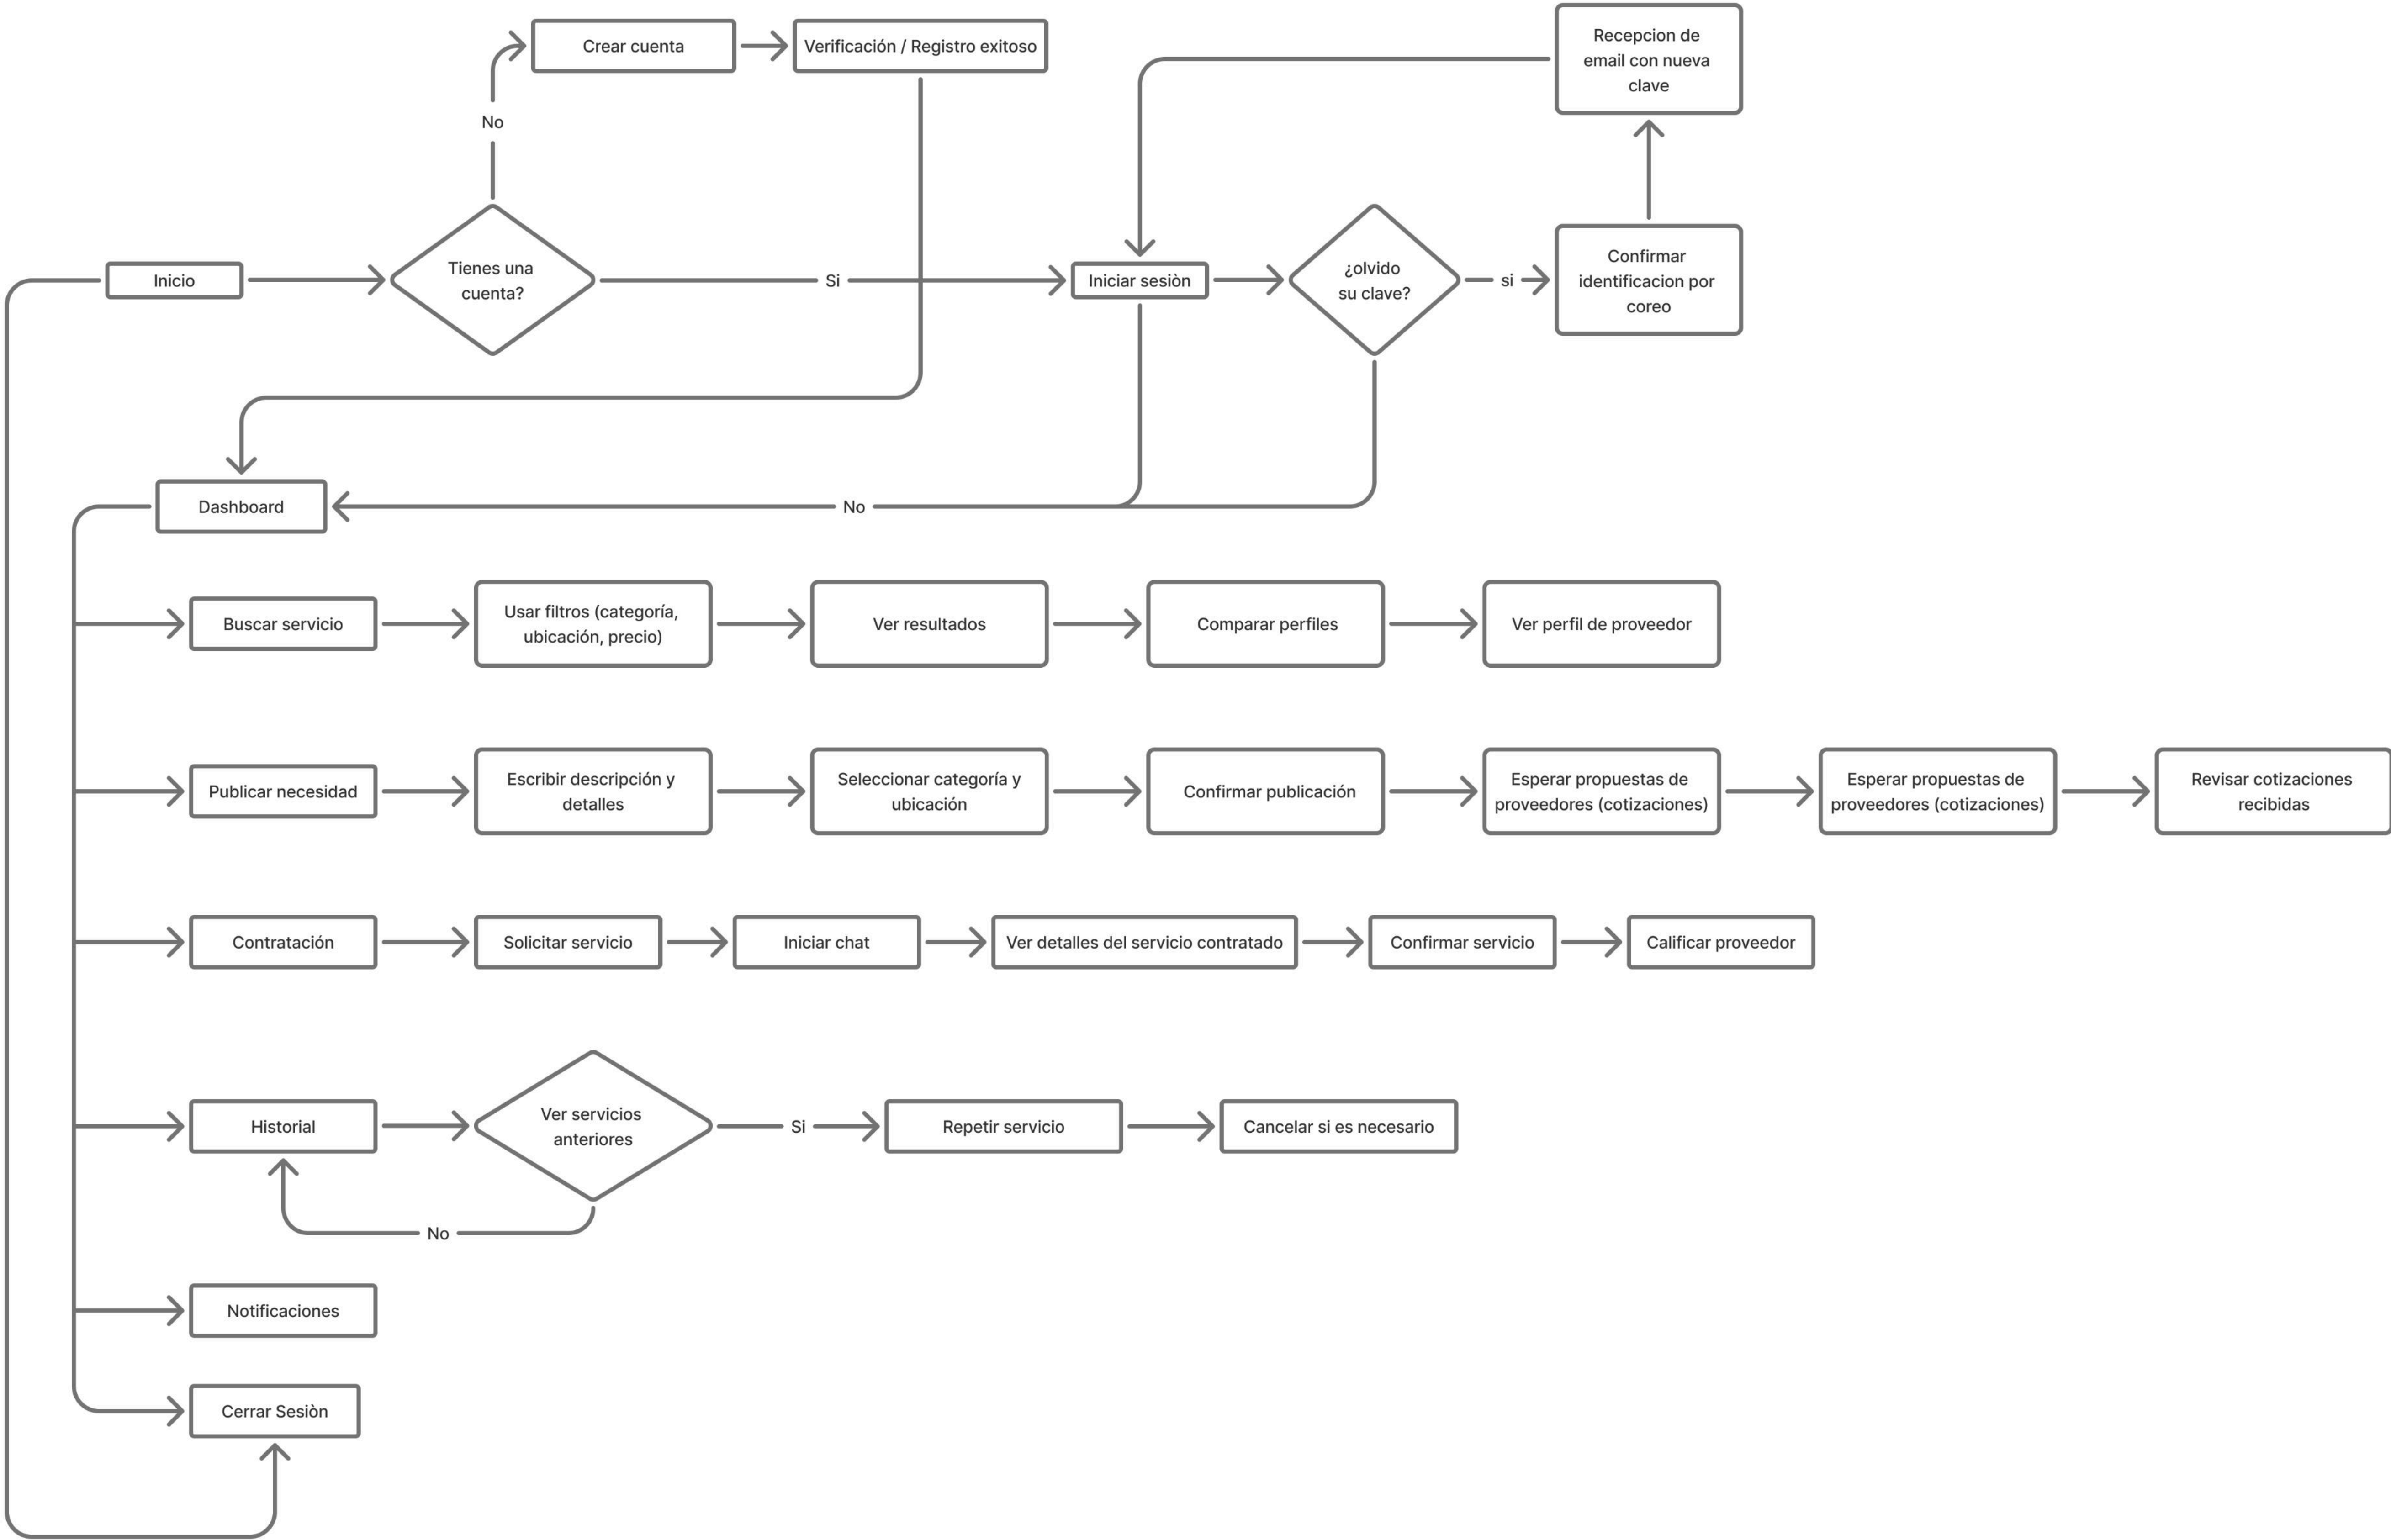 Crear cuenta
Verificación / Registro exitoso
Recepcion de
email con nueva
clave
No
Inicio
Tienes una
cuenta?
Si
Iniciar sesiòn
¿olvido
su clave?
si
Confirmar
identificacion por
coreo
Dashboard
No
Buscar servicio
Usar filtros (categoría,
ubicación, precio)
Ver resultados
Comparar perfiles
Ver perfil de proveedor
Publicar necesidad
Escribir descripción y
detalles
Seleccionar categoría y
ubicación
Confirmar publicación
Esperar propuestas de
proveedores (cotizaciones)
Esperar propuestas de
proveedores (cotizaciones)
Revisar cotizaciones
recibidas
Contratación
Solicitar servicio
Iniciar chat
Ver detalles del servicio contratado
Confirmar servicio
Calificar proveedor
Historial
Ver servicios
anteriores
Si
Repetir servicio
Cancelar si es necesario
No
Notificaciones
Cerrar Sesiòn